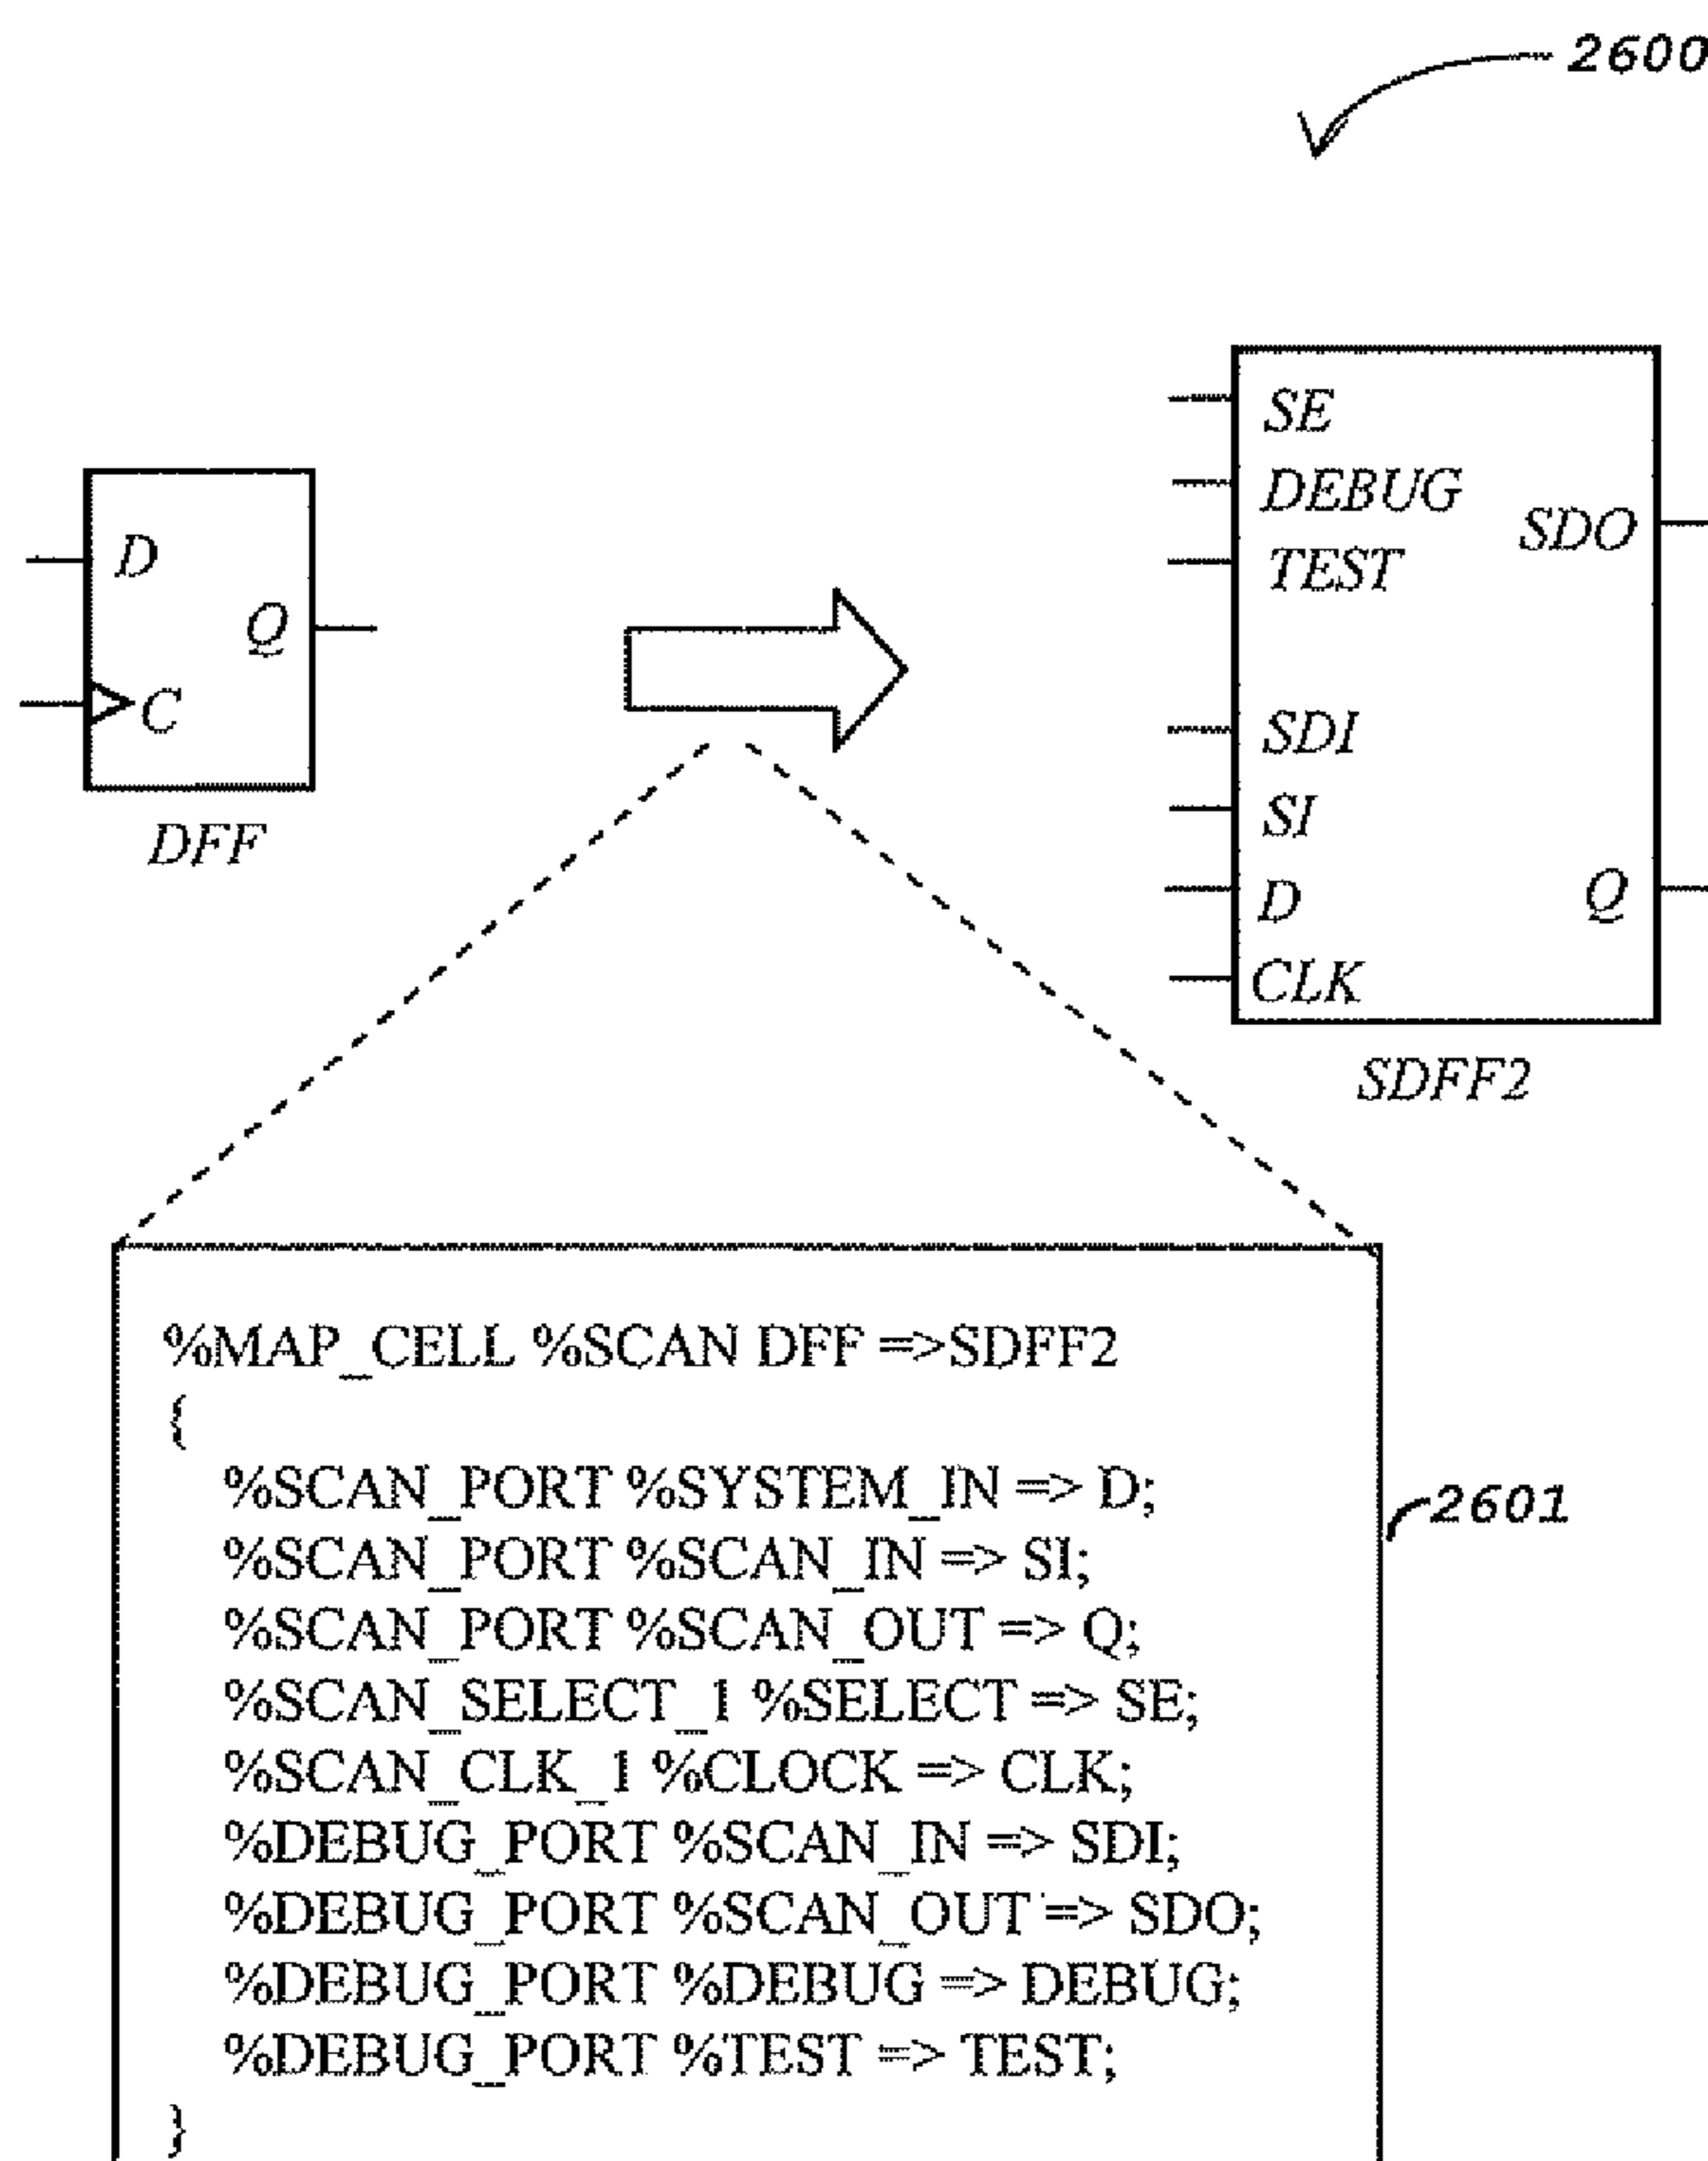 2600
SE
DEBUG
SDO
TEST
D
Q
C
SDI
SI
DFF
D
Q
CLK
SDFF2
%MAP_CELL %SCAN DFF =>SDFF2
{
%SCAN_PORT %SYSTEM_IN => D;
%SCAN_PORT %SCAN_IN => SI;
%SCAN_PORT %SCAN_OUT => Q;
%SCAN_SELECT_1 %SELECT => SE;
%SCAN_CLK_1 %CLOCK => CLK;
%DEBUG_PORT %SCAN_IN => SDI;
%DEBUG_PORT %SCAN_OUT => SDO;
%DEBUG_PORT %DEBUG => DEBUG;
%DEBUG_PORT %TEST => TEST;
}
2601